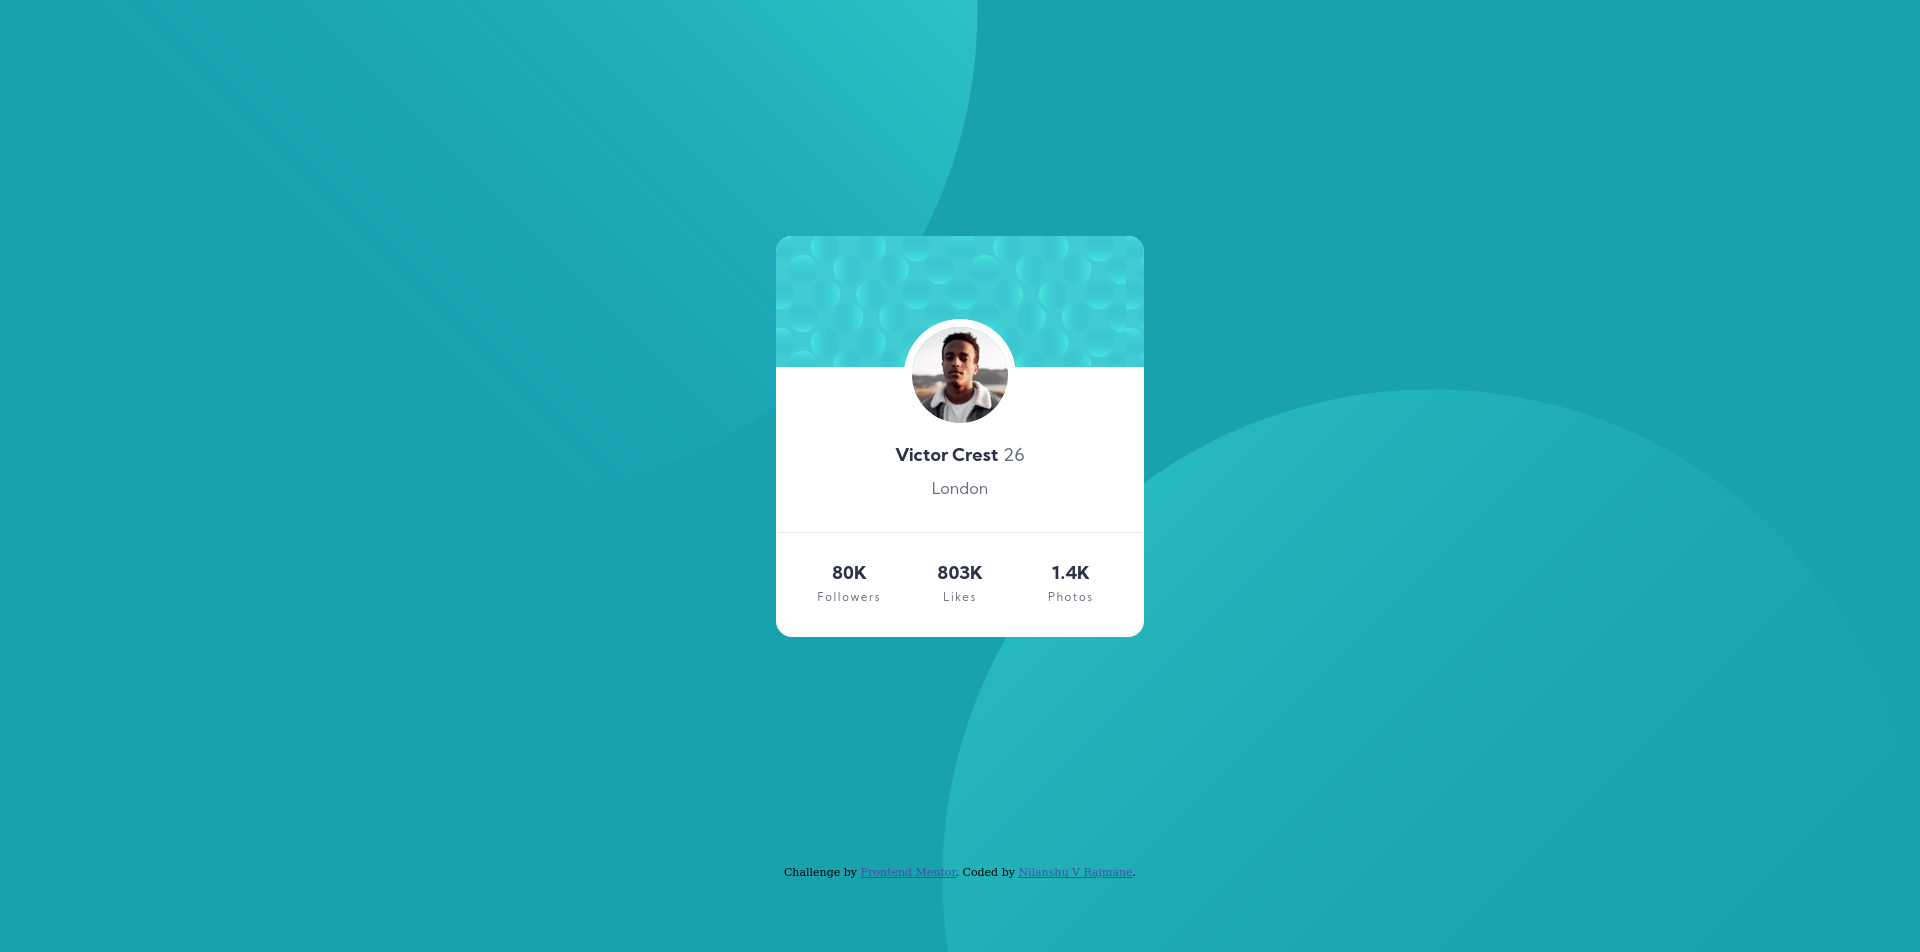 Victor Crest 26
London
80K 803K 1.4K
Followers Likes Photos
Challenge by Frontend Mentor. Coded by Nilanshu V Rajmane.